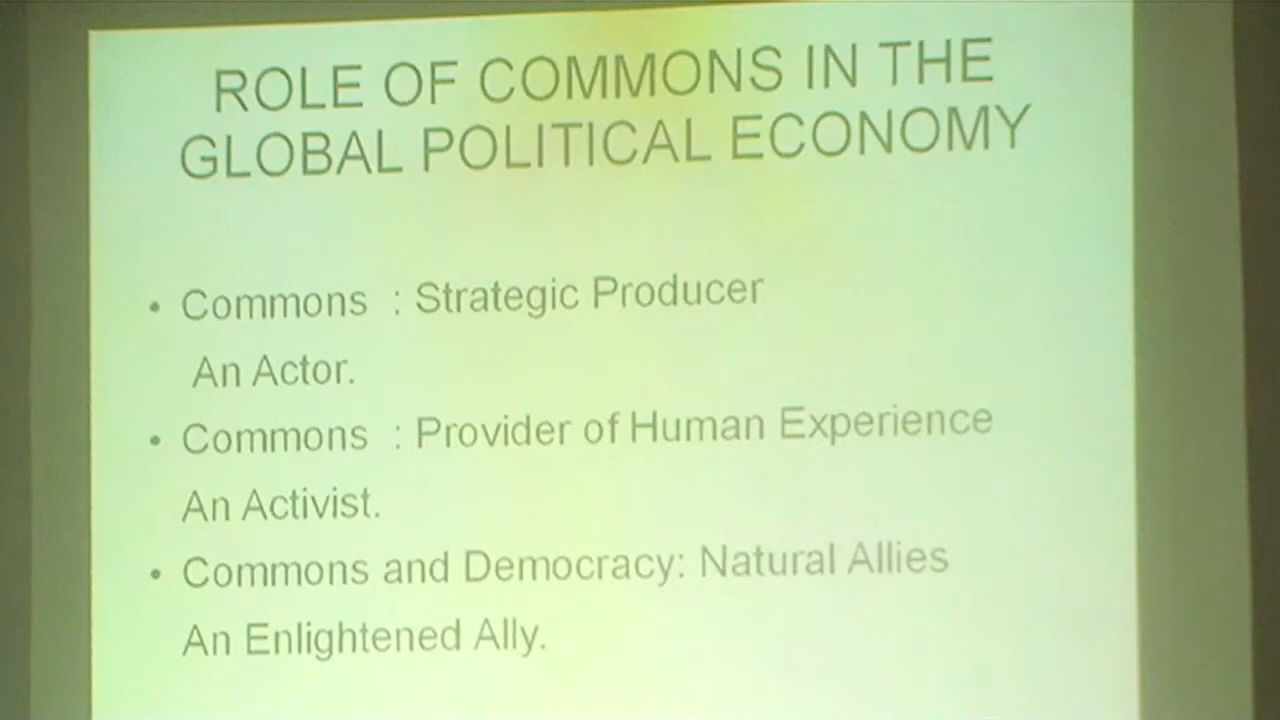 ROLE OF COMMONS IN THE
GLOBAL POLITICAL ECONOMY
• Commons : Strategic Producer
An Actor.
• Commons : Provider of Human Experience
An Activist.
• Commons and Democracy: Natural Allies
An Enlightened Ally.